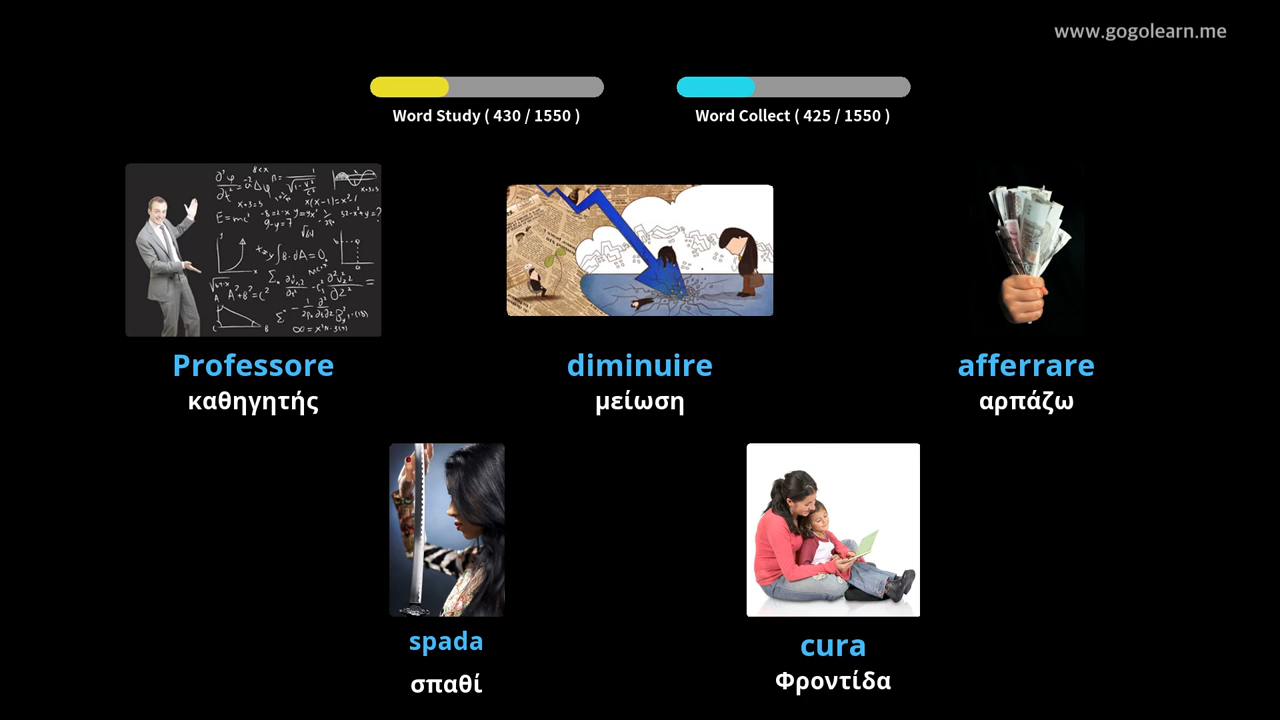 www.gogolearn.me
Word Study ( 430 / 1550 )
Word Collect ( 425 / 1550 )
Professore
καθηγητής
diminuire
μείωση
afferrare
αρπάζω
spada
σπαθί
cura
Φροντίδα